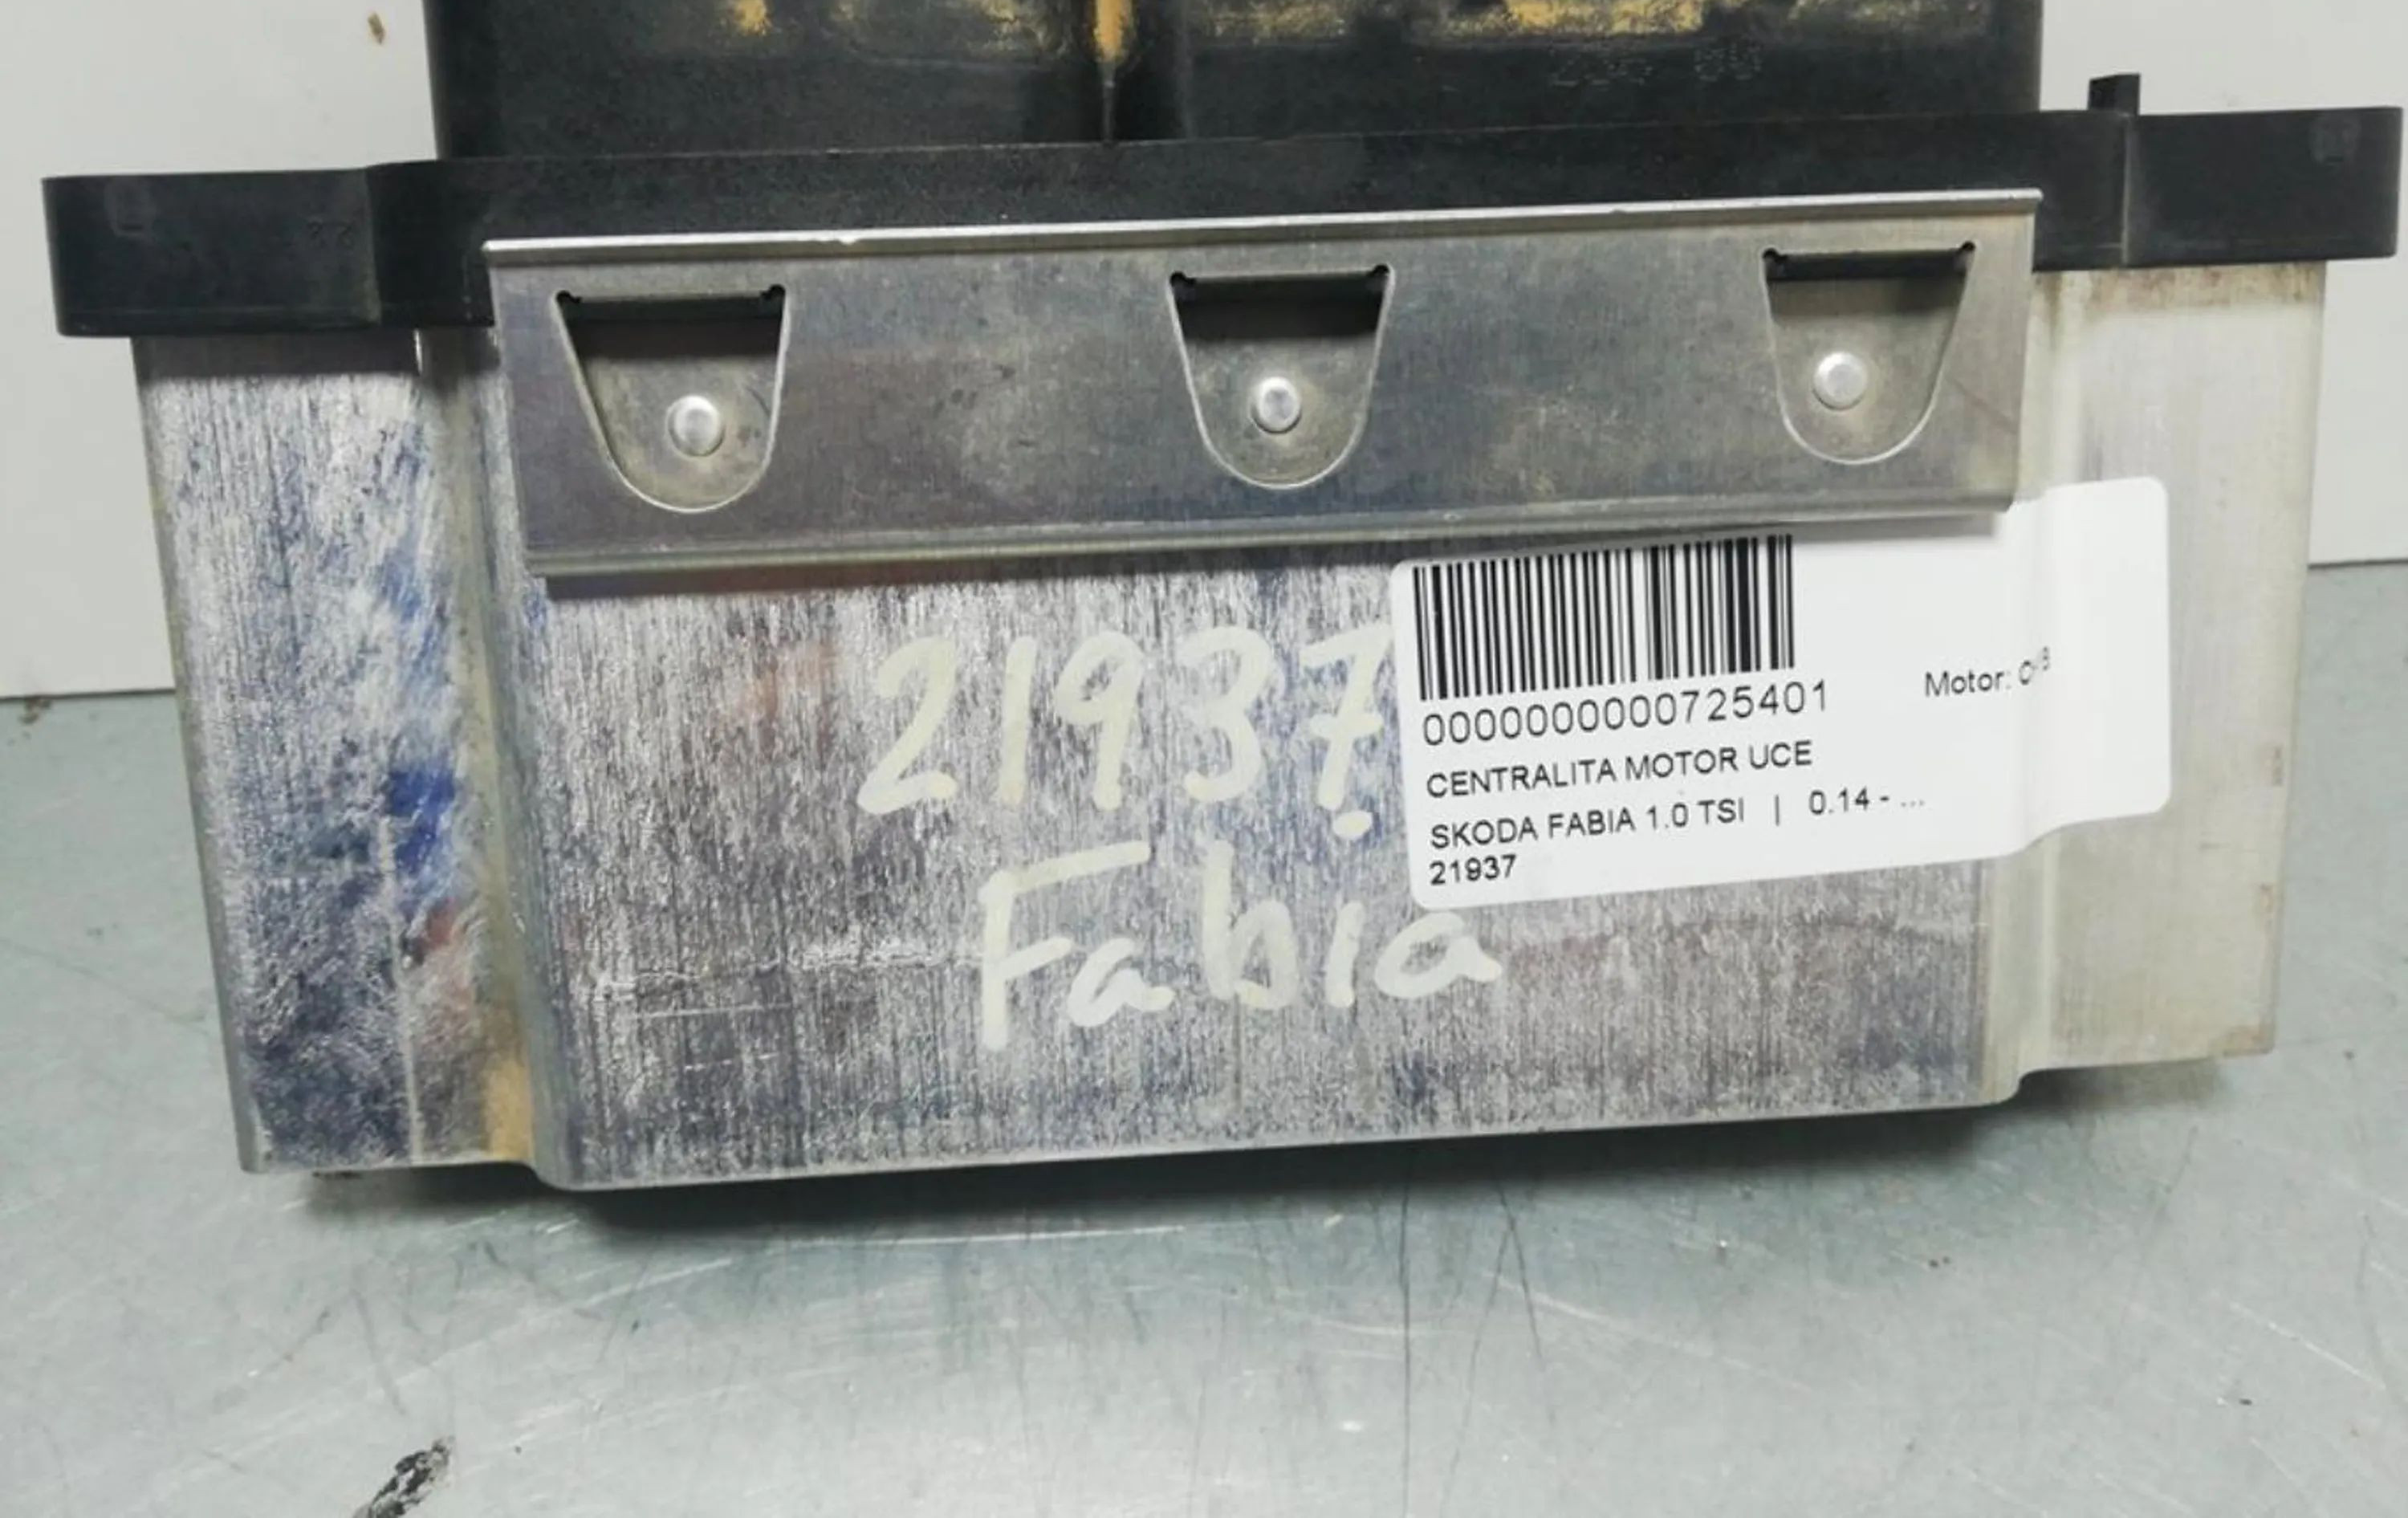 21937.
Fabia
0000000000725401
Motor:
CENTRALITA MOTOR UCE
SKODA FABIA 1.0 TSI | 0.14 - ...
21937